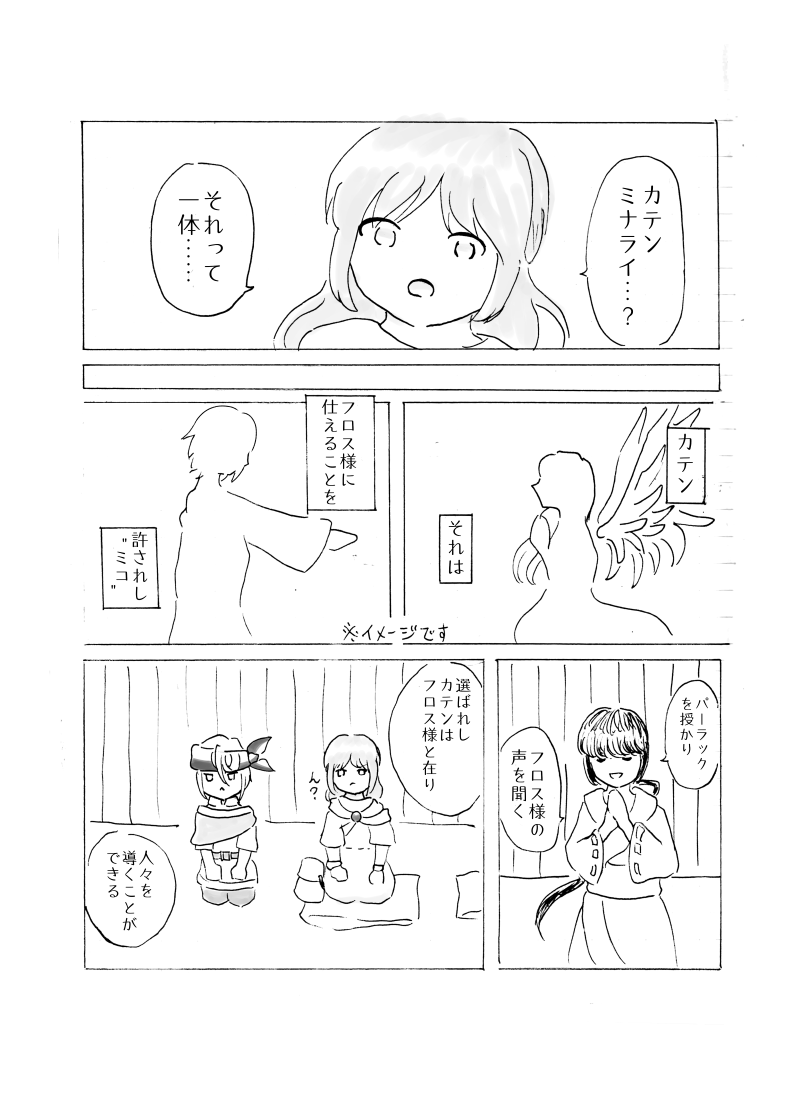 カテン
ミナライ…?
それって
一体……
カテン
それは
フロス様に
仕えることを
許されし
"ミコ"
※イメージです
パーラック
を授かり
フロス様の
声を聞く
選ばれし
カテンは
フロス様と在り
ん?
人々を
導くことが
できる